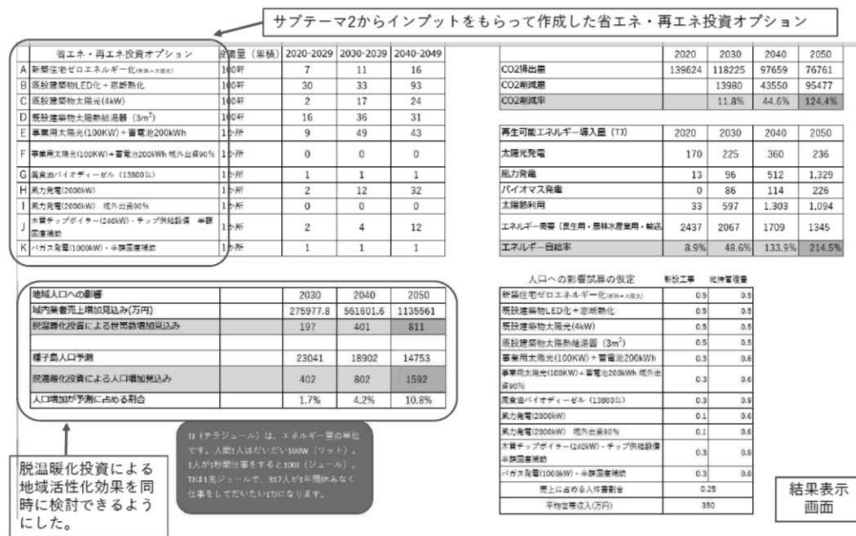 サブテーマ2からインプットをもらって作成した省エネ・再エネ投資オプション
省エネ・再エネ投資オプション 設備量（累積） 2020-2029 2030-2039 2040-2049
A 新築住宅ゼロエネルギー化 100軒 7 11 16
B 既設建築物LED化＋窓断熱化 100軒 30 33 93
C 既設建築物太陽光(4kW) 100軒 2 17 24
D 既設建築物太陽熱給湯器（3m²） 100軒 16 36 31
E 事業用太陽光(100KW)＋蓄電池200kWh 1か所 9 49 43
F 事業用太陽光(100KW)＋蓄電池200kWh 域外出資90% 1か所 0 0 0
G 廃食油バイオディーゼル（13800L） 1か所 1 1 1
H 風力発電(2000kW) 1か所 2 12 32
I 風力発電(2000kW) 域外出資90% 1か所 0 0 0
J 木質チップボイラー(240kW)・チップ供給設備 半額国庫補助 1か所 2 4 12
K バガス発電(1000kW)・半額国庫補助 1か所 1 1 1
2020 2030 2040 2050
CO2排出量 139624 118225 97659 76761
CO2削減量 13980 43550 95477
CO2削減率 11.8% 44.6% 124.4%
再生可能エネルギー導入量（TJ） 2020 2030 2040 2050
太陽光発電 170 225 360 236
風力発電 13 96 512 1,329
バイオマス発電 0 86 114 226
太陽熱利用 33 597 1,303 1,094
エネルギー需要（民生用・農林水産業用・輸送） 2437 2067 1709 1345
エネルギー自給率 8.9% 48.6% 133.9% 214.5%
地域人口への影響 2030 2040 2050
域内業者売上増加見込み(万円) 275977.8 561601.6 1135561
脱温暖化投資による世帯数増加見込み 197 401 811
種子島人口予測 23041 18902 14753
脱温暖化投資による人口増加見込み 402 802 1592
人口増加が予測に占める割合 1.7% 4.2% 10.8%
人口への影響試算の仮定 新設工事 維持管理費
新築住宅ゼロエネルギー化 0.5 0.5
既設建築物LED化＋窓断熱化 0.5 0.5
既設建築物太陽光(4kW) 0.5 0.5
既設建築物太陽熱給湯器（3m²） 0.5 0.5
事業用太陽光(100KW)＋蓄電池200kWh 0.3 0.6
事業用太陽光(100KW)＋蓄電池200kWh 域外出資90% 0.3 0.6
廃食油バイオディーゼル（13800L） 0.3 0.9
風力発電(2000kW) 0.1 0.6
風力発電(2000kW) 域外出資90% 0.1 0.6
木質チップボイラー(240kW)・チップ供給設備 半額国庫補助 0.3 0.9
バガス発電(1000kW)・半額国庫補助 0.3 0.9
売上に占める人件費割合 0.25
平均世帯収入(万円) 350
TJ（テラジュール）は、エネルギー量の単位
です。人間1人はだいたい100W（ワット）。
1人が1秒間仕事をすると100J（ジュール）。
TJは1兆ジュールで、317人が1年間休みなく
仕事をしてだいたい1TJになります。
脱温暖化投資による
地域活性化効果を同
時に検討できるよう
にした。
結果表示
画面